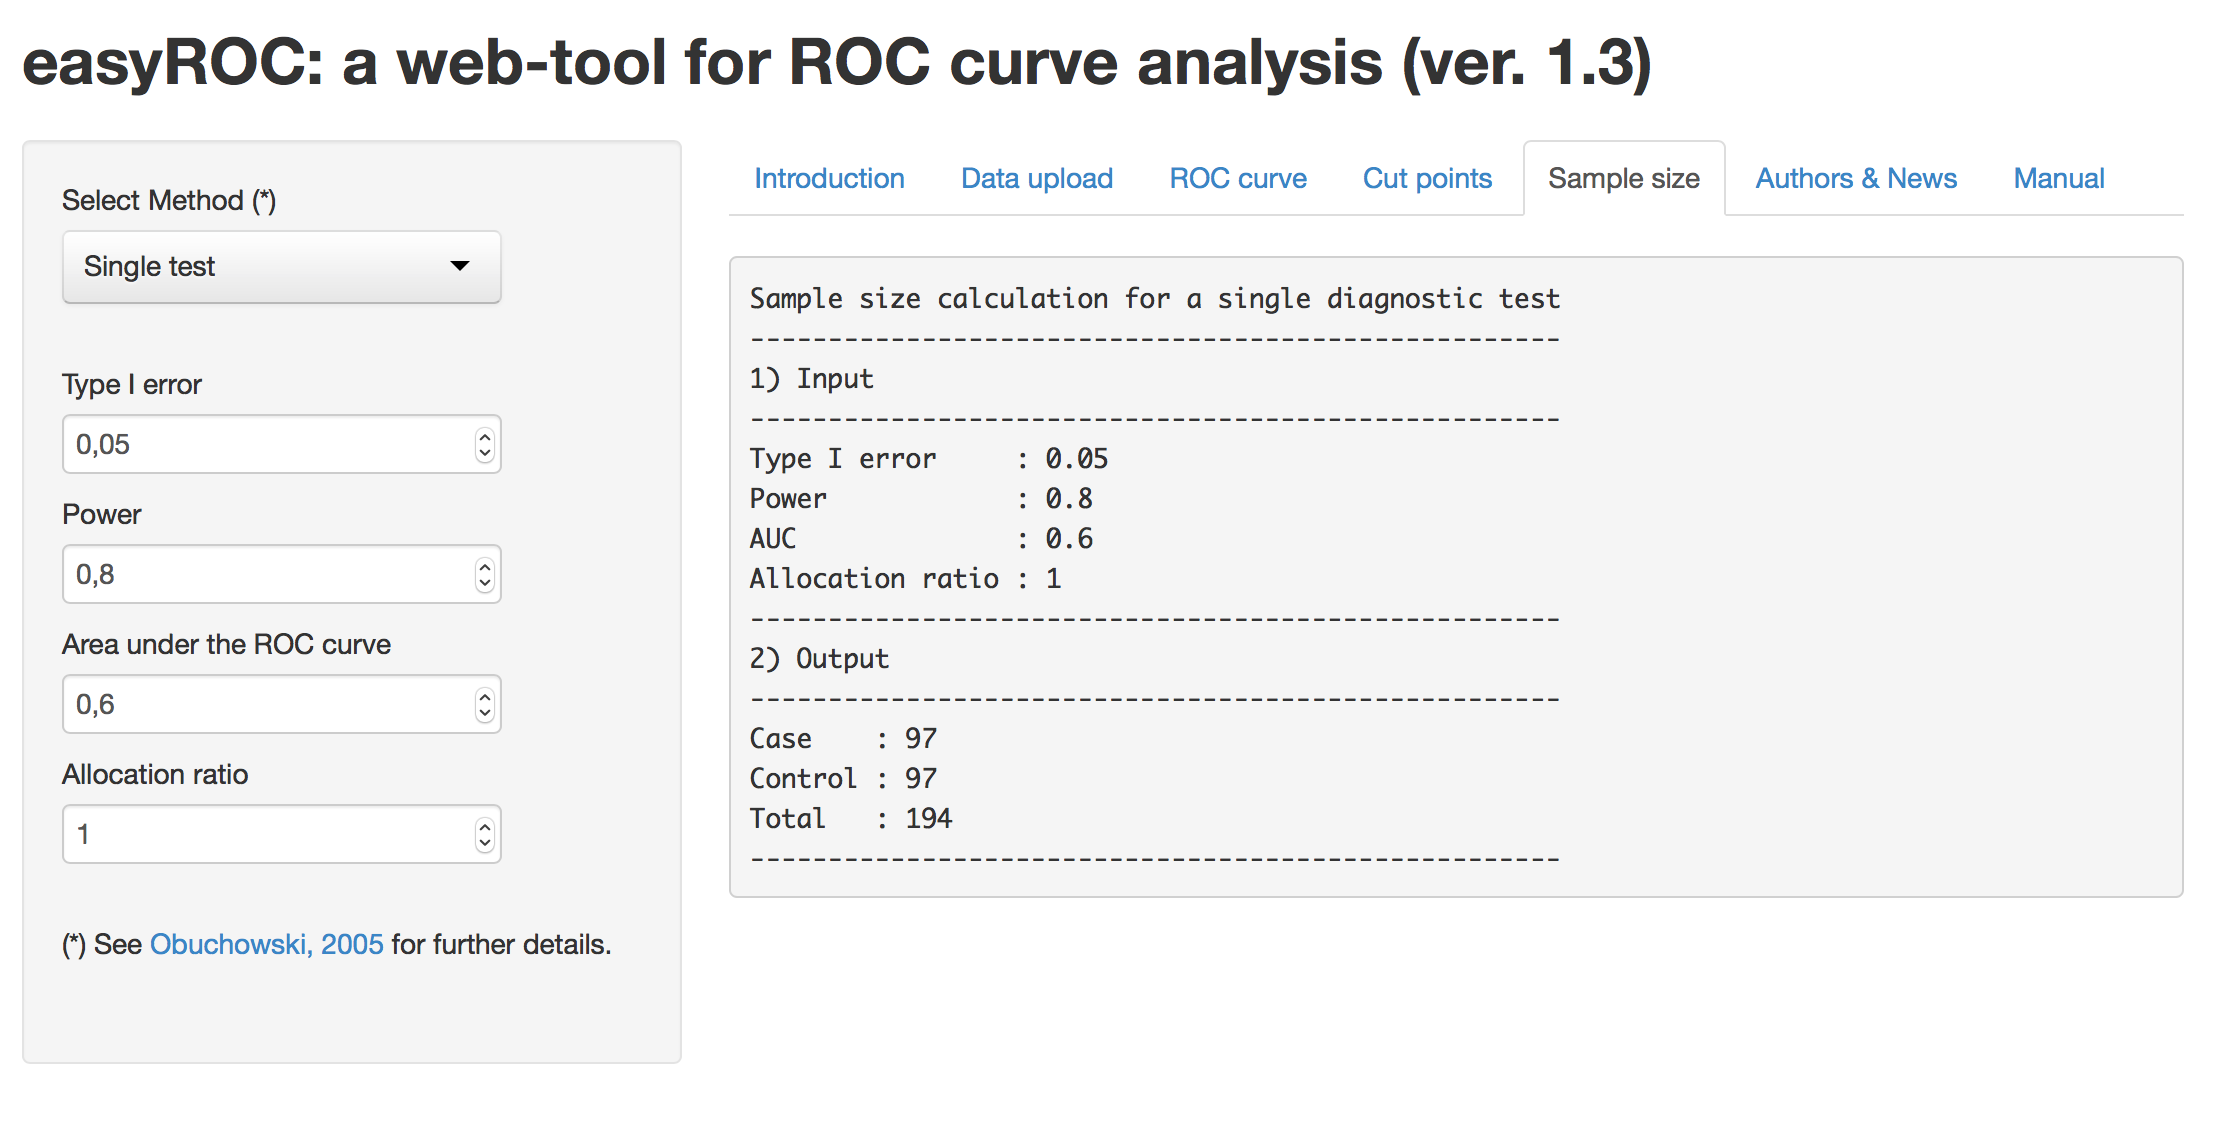 easyROC: a web-tool for ROC curve analysis (ver. 1.3)
Select Method (*)
Single test
Type I error
0,05
Power
0,8
Area under the ROC curve
0,6
Allocation ratio
1
(*) See Obuchowski, 2005 for further details.
Introduction Data upload ROC curve Cut points Sample size Authors & News Manual
Sample size calculation for a single diagnostic test
----------------------------------------------------
1) Input
----------------------------------------------------
Type I error     : 0.05
Power            : 0.8
AUC              : 0.6
Allocation ratio : 1
----------------------------------------------------
2) Output
----------------------------------------------------
Case    : 97
Control : 97
Total   : 194
----------------------------------------------------